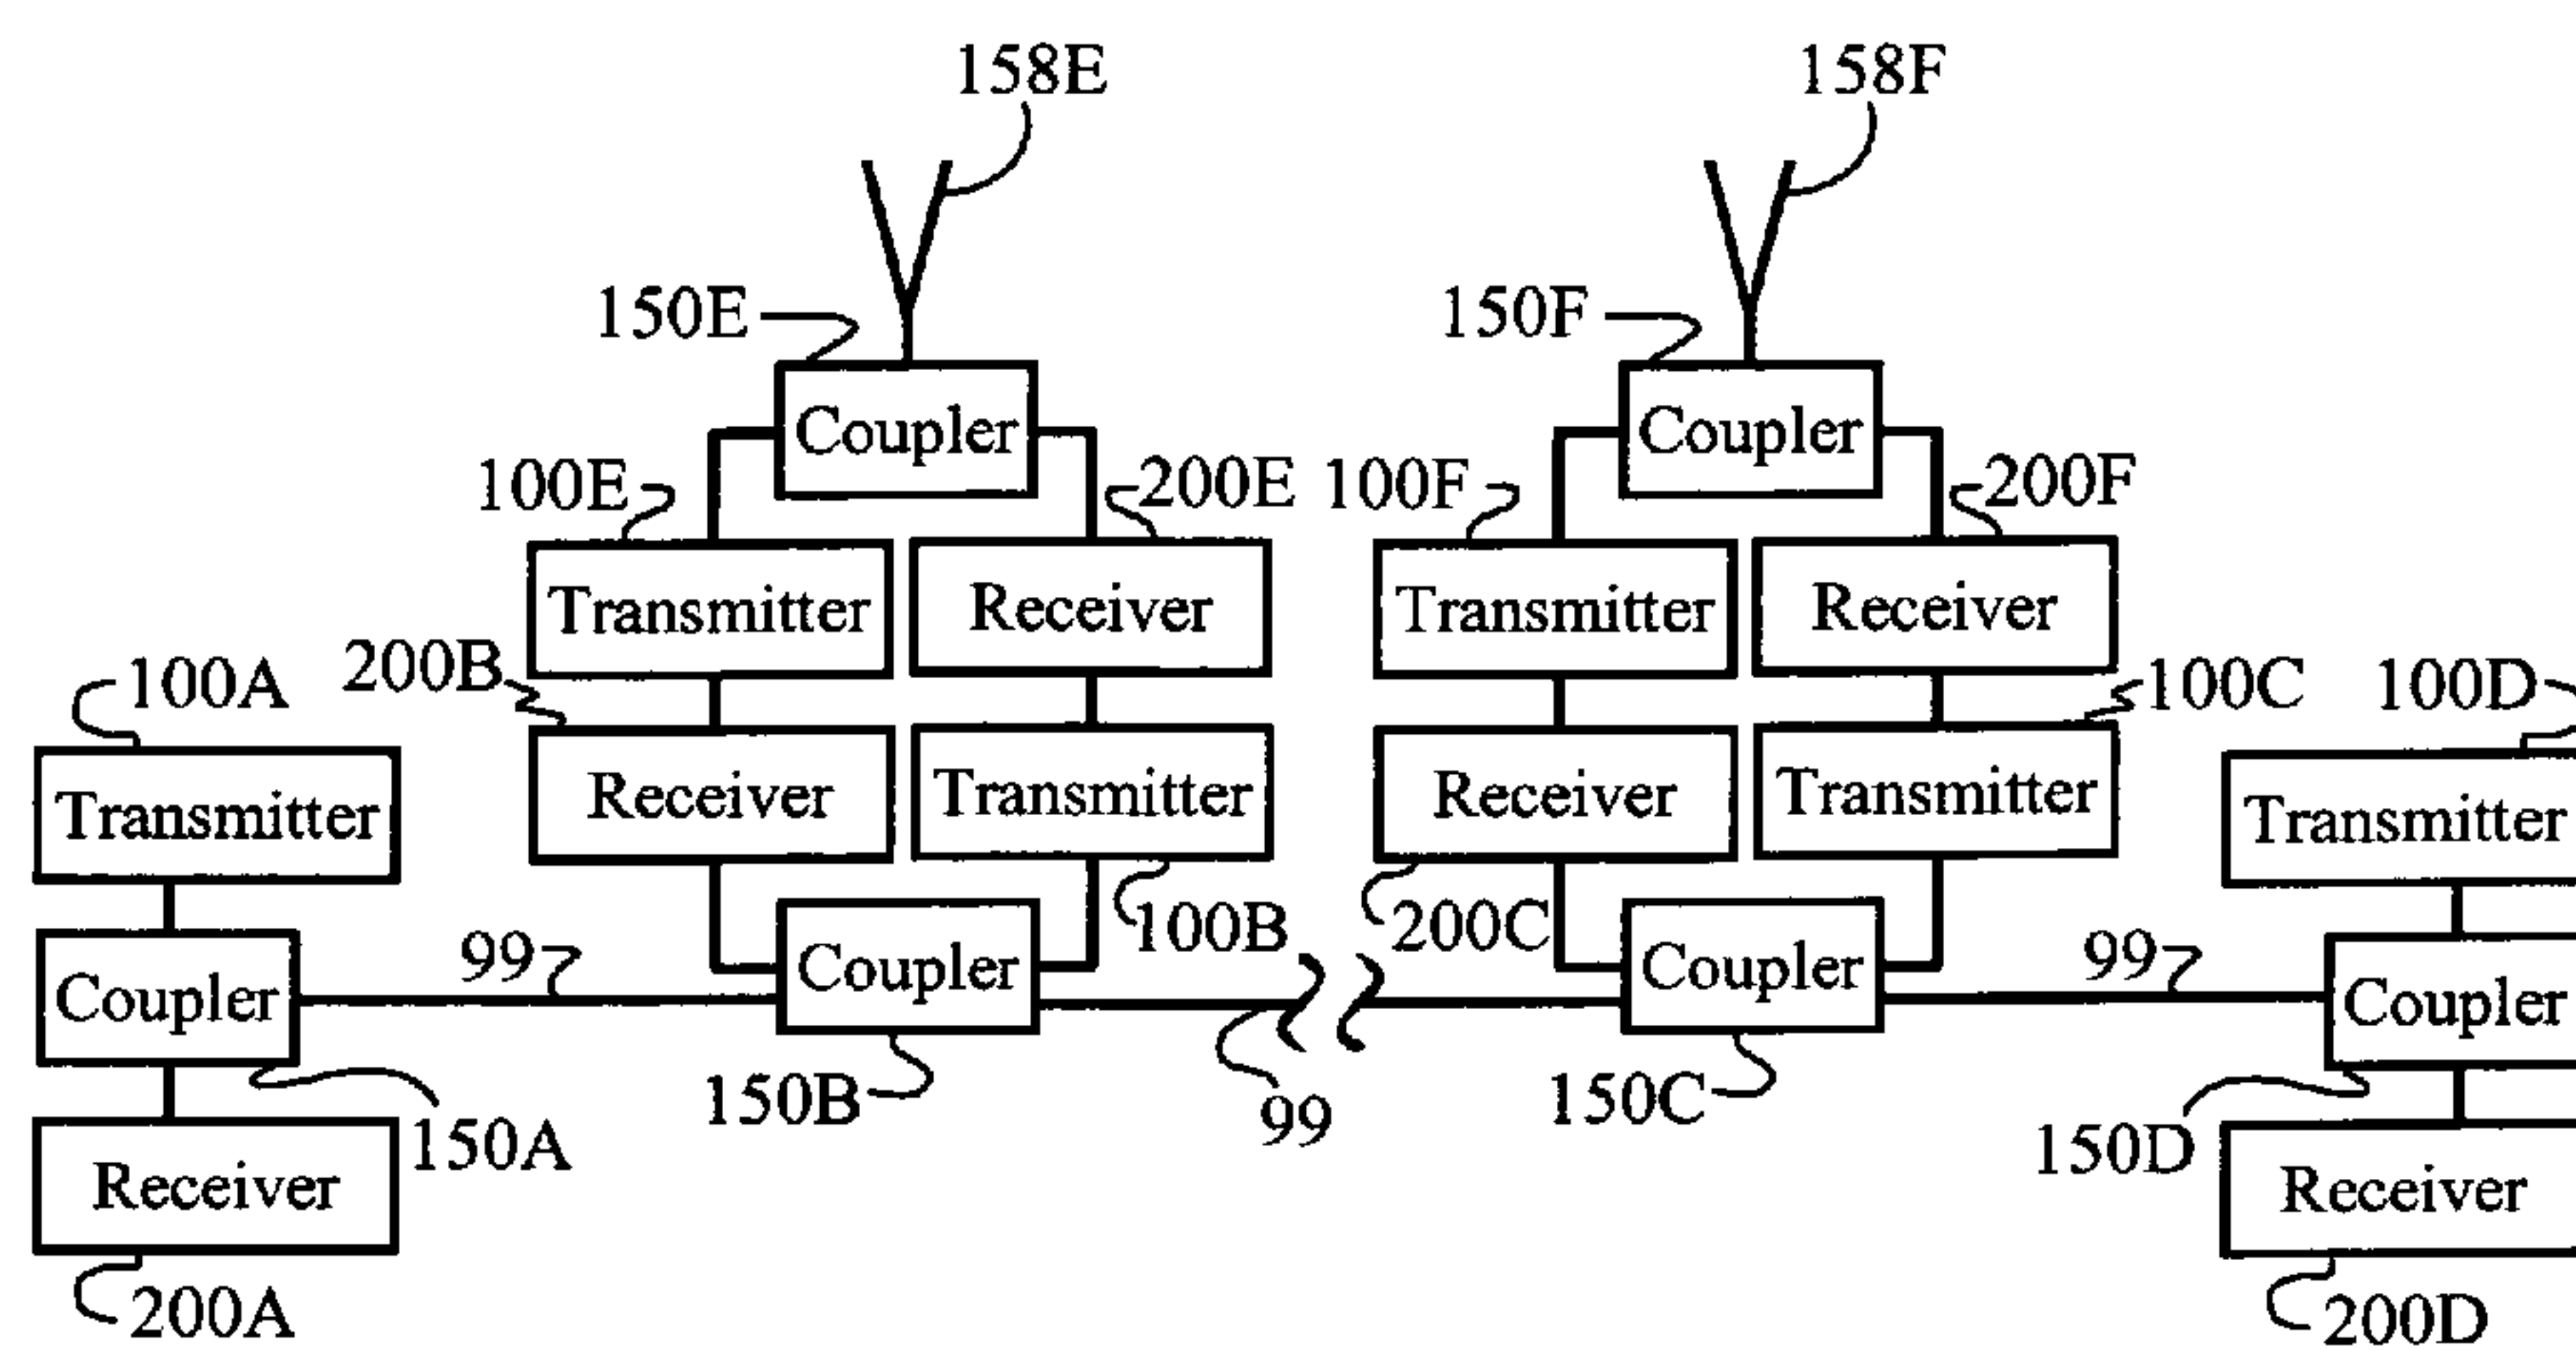 158E 158F
150E 150F
Coupler Coupler
100E 200E 100F 200F
Transmitter Receiver Transmitter Receiver
100A 200B 100C 100D
Transmitter Receiver Transmitter Receiver Transmitter Transmitter
99 100B 200C 99
Coupler Coupler Coupler Coupler
150B 99 150C
150A 150D
Receiver Receiver
200A 200D